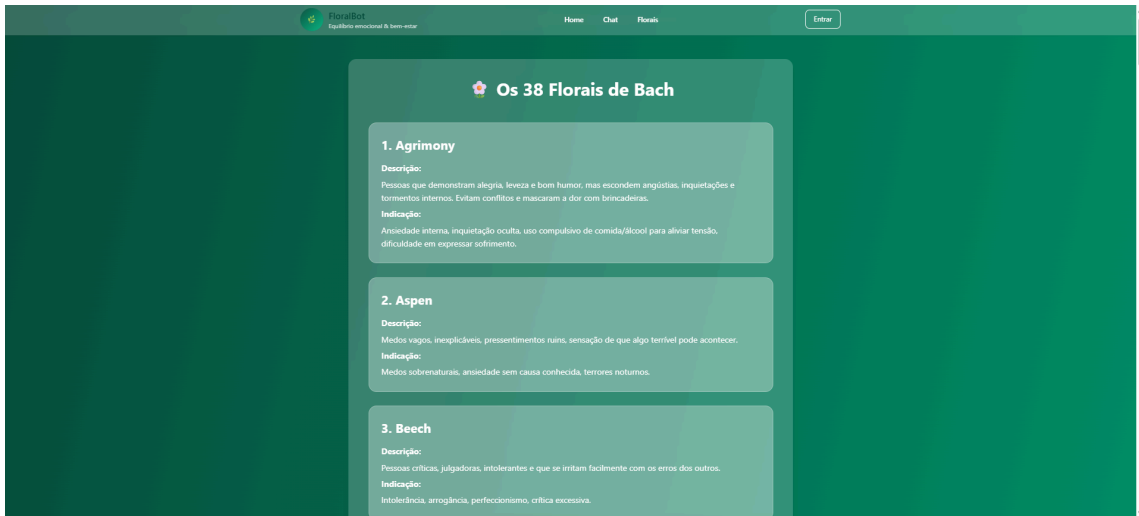 FloralBot
Equilíbrio emocional & bem-estar
Home Chat Florais
Entrar
Os 38 Florais de Bach
1. Agrimony
Descrição:
Pessoas que demonstram alegria, leveza e bom humor, mas escondem angústias, inquietações e
tormentos internos. Evitam conflitos e mascaram a dor com brincadeiras.
Indicação:
Ansiedade interna, inquietação oculta, uso compulsivo de comida/álcool para aliviar tensão,
dificuldade em expressar sofrimento.
2. Aspen
Descrição:
Medos vagos, inexplicáveis, pressentimentos ruins, sensação de que algo terrível pode acontecer.
Indicação:
Medos sobrenaturais, ansiedade sem causa conhecida, terrores noturnos.
3. Beech
Descrição:
Pessoas críticas, julgadoras, intolerantes e que se irritam facilmente com os erros dos outros.
Indicação:
Intolerância, arrogância, perfeccionismo, crítica excessiva.